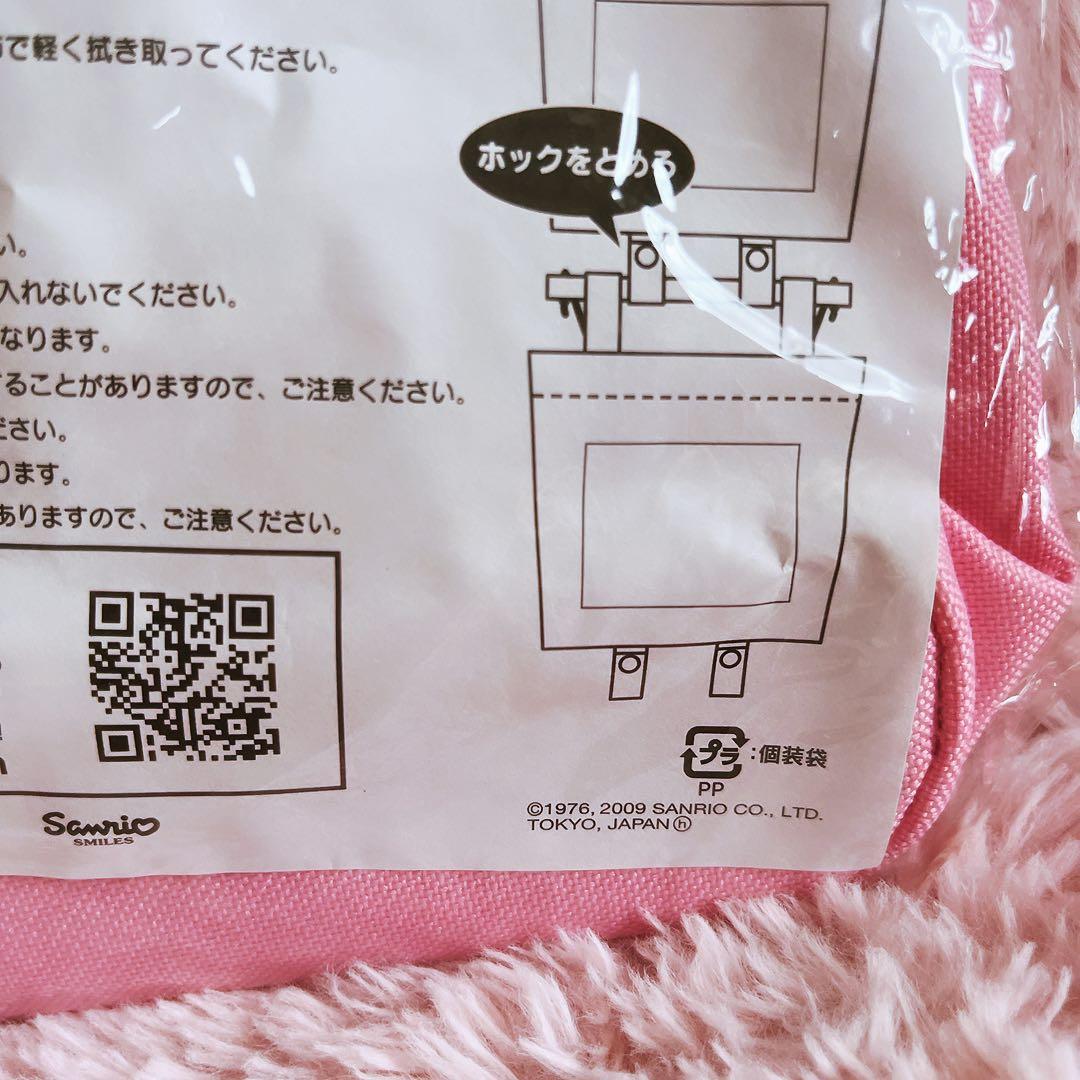 で軽く拭き取ってください。
ホックをとめる
い。
入れないでください。
なります。
することがありますので、ご注意ください。
ださい。
ります。
ありますので、ご注意ください。
Sanrio
SMILES
プラ:個装袋
PP
©1976, 2009 SANRIO CO., LTD.
TOKYO, JAPAN ⓗ